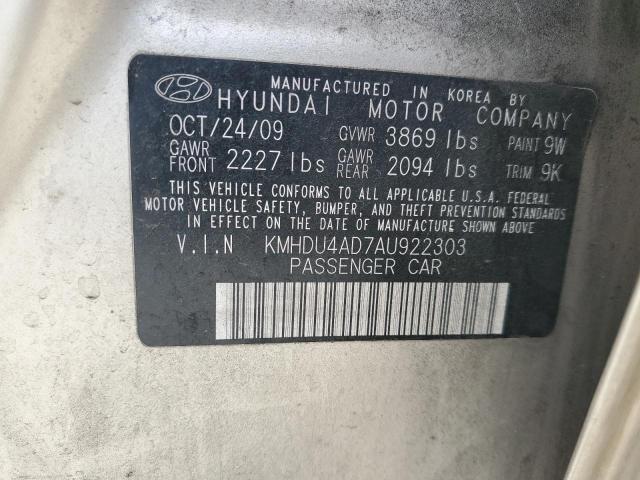 MANUFACTURED IN KOREA BY
HYUNDAI MOTOR COMPANY
OCT/24/09 GVWR 3869 lbs PAINT 9W
GAWR FRONT 2227 lbs GAWR REAR 2094 lbs TRIM 9K
THIS VEHICLE CONFORMS TO ALL APPLICABLE U.S.A. FEDERAL
MOTOR VEHICLE SAFETY, BUMPER, AND THEFT PREVENTION STANDARDS
IN EFFECT ON THE DATE OF MANUFACTURE SHOWN ABOVE.
V.I.N KMHDU4AD7AU922303
PASSENGER CAR